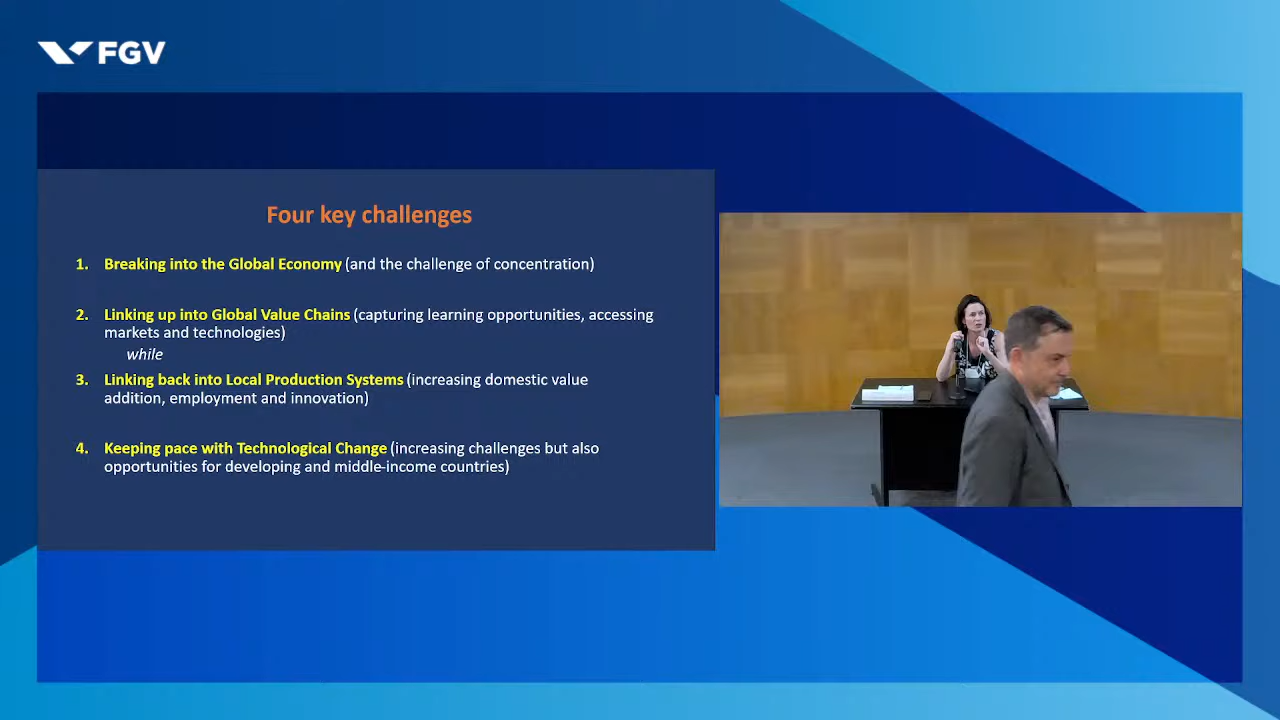 FGV
Four key challenges
1. Breaking into the Global Economy (and the challenge of concentration)
2. Linking up into Global Value Chains (capturing learning opportunities, accessing
markets and technologies)
while
3. Linking back into Local Production Systems (increasing domestic value
addition, employment and innovation)
4. Keeping pace with Technological Change (increasing challenges but also
opportunities for developing and middle-income countries)